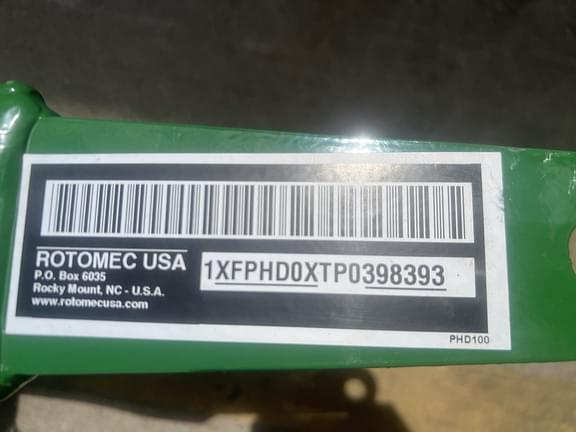 ROTOMEC USA
P.O. Box 6035
Rocky Mount, NC - U.S.A.
www.rotomecusa.com
1XFPHD0XTP0398393
PHD100